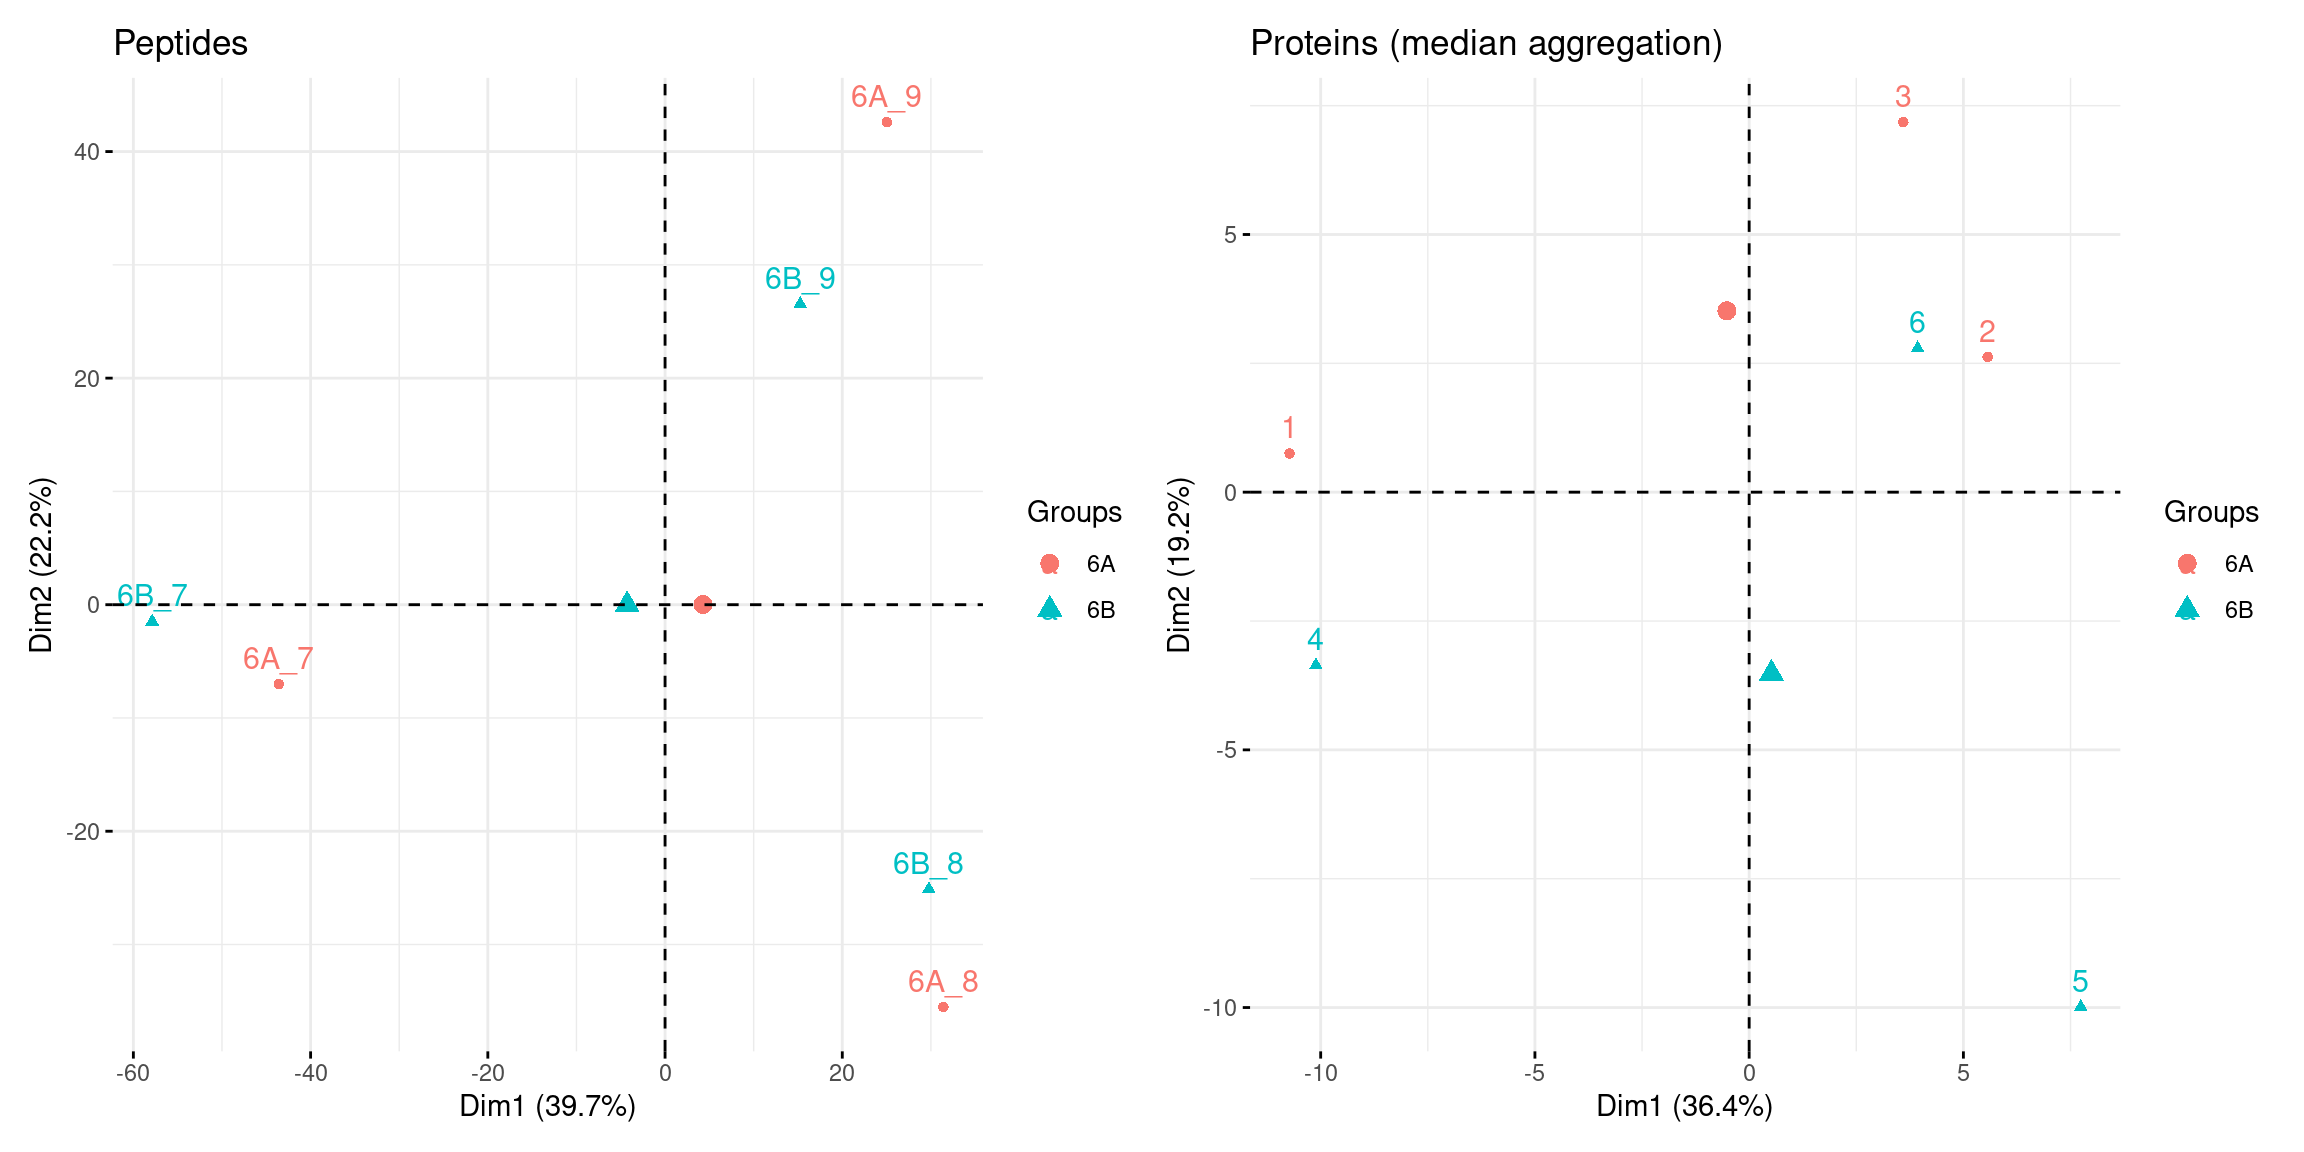 Peptides
6A_9
40
6B_9
20
6B_7
0
6A_7
-20
6B_8
6A_8
-60
-40
-20
0
20
Dim1 (39.7%)
Dim2 (22.2%)
Groups
6A
6B
Proteins (median aggregation)
3
5
6
2
1
0
4
-5
5
-10
-10
-5
0
5
Dim1 (36.4%)
Dim2 (19.2%)
Groups
6A
6B